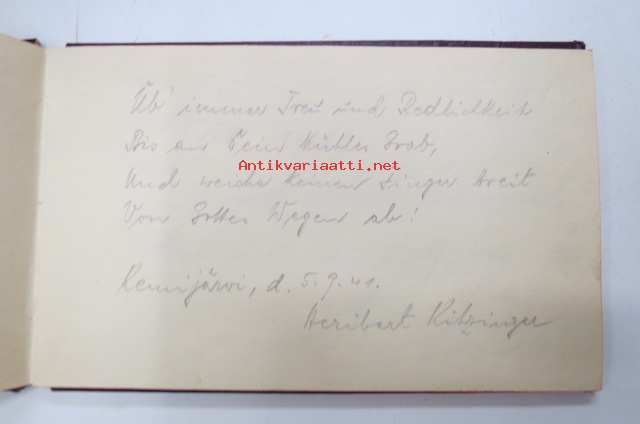 Üb' immer Treu und Redlichkeit
Bis an Dein kühles Grab,
Antikvariaatti.net
Und weiche keinen Finger breit
Von Gottes Wegen ab!
Kemijärvi, d. 5.9.41.
Heribert Kitzinger